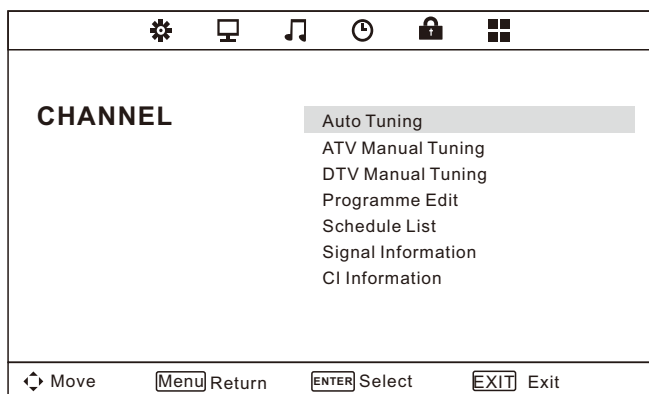 CHANNEL
Auto Tuning
ATV Manual Tuning
DTV Manual Tuning
Programme Edit
Schedule List
Signal Information
CI Information
Move Menu Return ENTER Select EXIT Exit